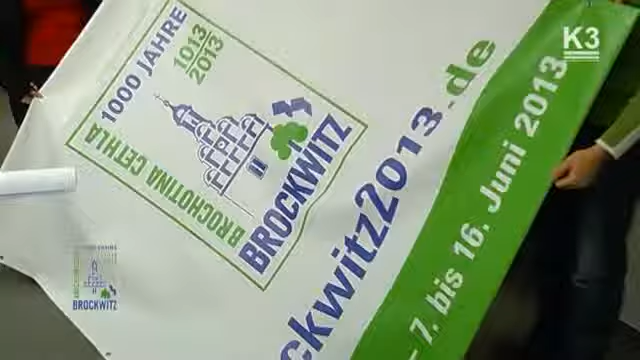 K3
1000 JAHRE
1013
2013
BROCHOTINA CETHLA
BROCKWITZ
ckwitz2013.de
- 7. bis 16. Juni 2013
BROCKWITZ